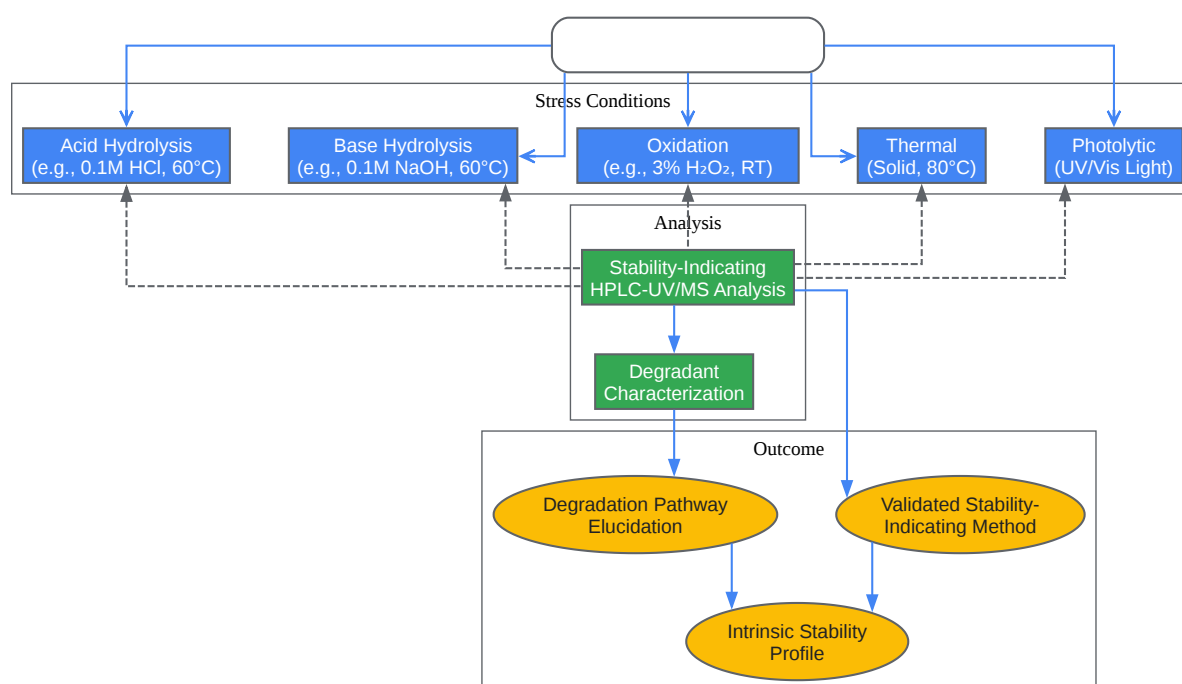 Stress Conditions
Acid Hydrolysis
(e.g., 0.1M HCl, 60°C)
Base Hydrolysis
(e.g., 0.1M NaOH, 60°C)
Oxidation
(e.g., 3% H₂O₂, RT)
Thermal
(Solid, 80°C)
Photolytic
(UV/Vis Light)
Analysis
Stability-Indicating
HPLC-UV/MS Analysis
Degradant
Characterization
Outcome
Degradation Pathway
Elucidation
Validated Stability-
Indicating Method
Intrinsic Stability
Profile